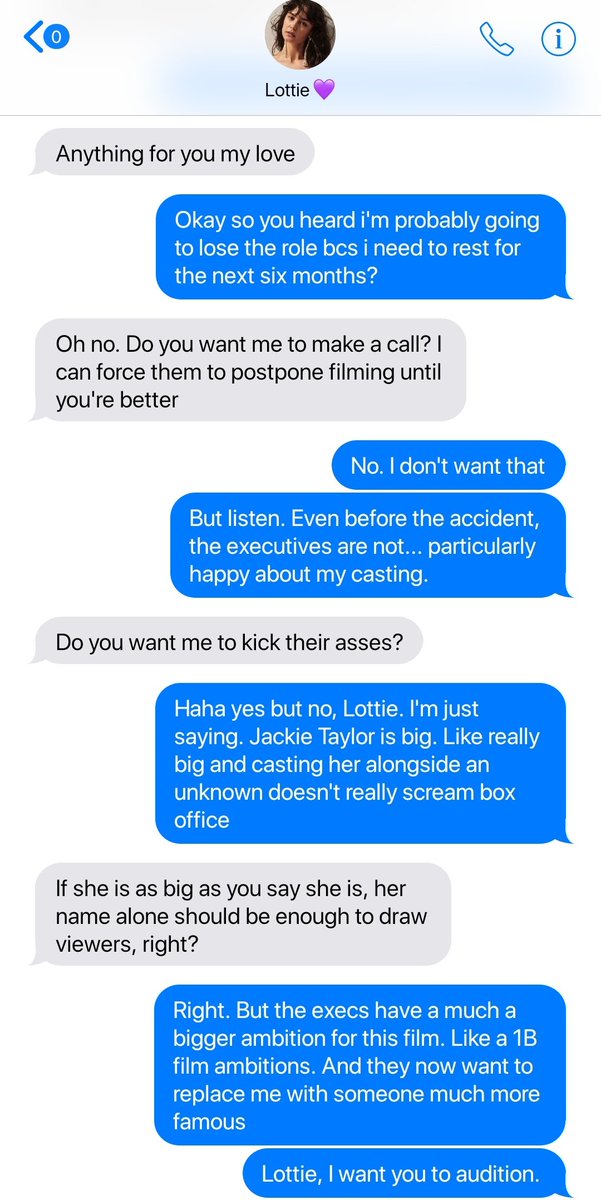 0
Lottie 💜
Anything for you my love
Okay so you heard i'm probably going
to lose the role bcs i need to rest for
the next six months?
Oh no. Do you want me to make a call? I
can force them to postpone filming until
you're better
No. I don't want that
But listen. Even before the accident,
the executives are not... particularly
happy about my casting.
Do you want me to kick their asses?
Haha yes but no, Lottie. I'm just
saying. Jackie Taylor is big. Like really
big and casting her alongside an
unknown doesn't really scream box
office
If she is as big as you say she is, her
name alone should be enough to draw
viewers, right?
Right. But the execs have a much a
bigger ambition for this film. Like a 1B
film ambitions. And they now want to
replace me with someone much more
famous
Lottie, I want you to audition.